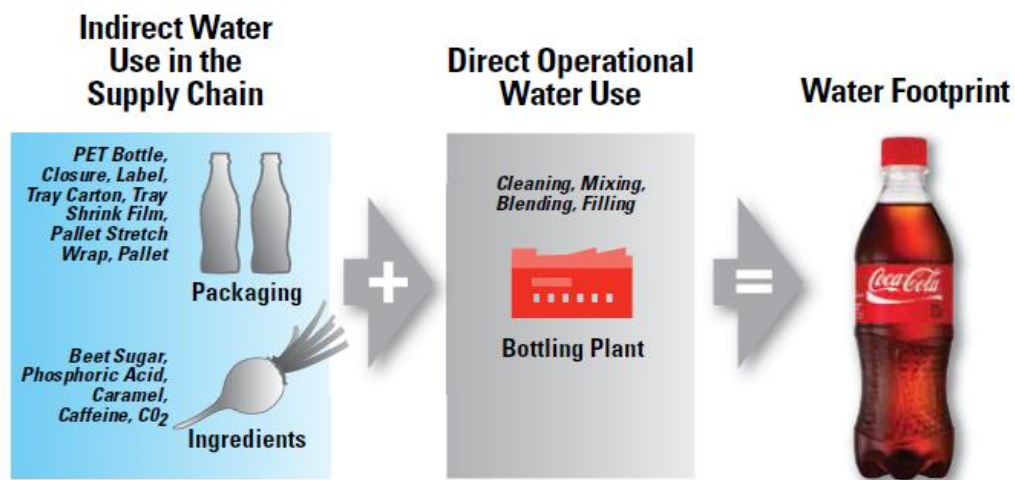 Indirect Water
Use in the
Supply Chain
PET Bottle,
Closure, Label,
Tray Carton, Tray
Shrink Film,
Pallet Stretch
Wrap, Pallet
Packaging
Beet Sugar,
Phosphoric Acid,
Caramel,
Caffeine, CO2
Ingredients
+
Direct Operational
Water Use
Cleaning, Mixing,
Blending, Filling
Bottling Plant
=
Water Footprint
Coca-Cola